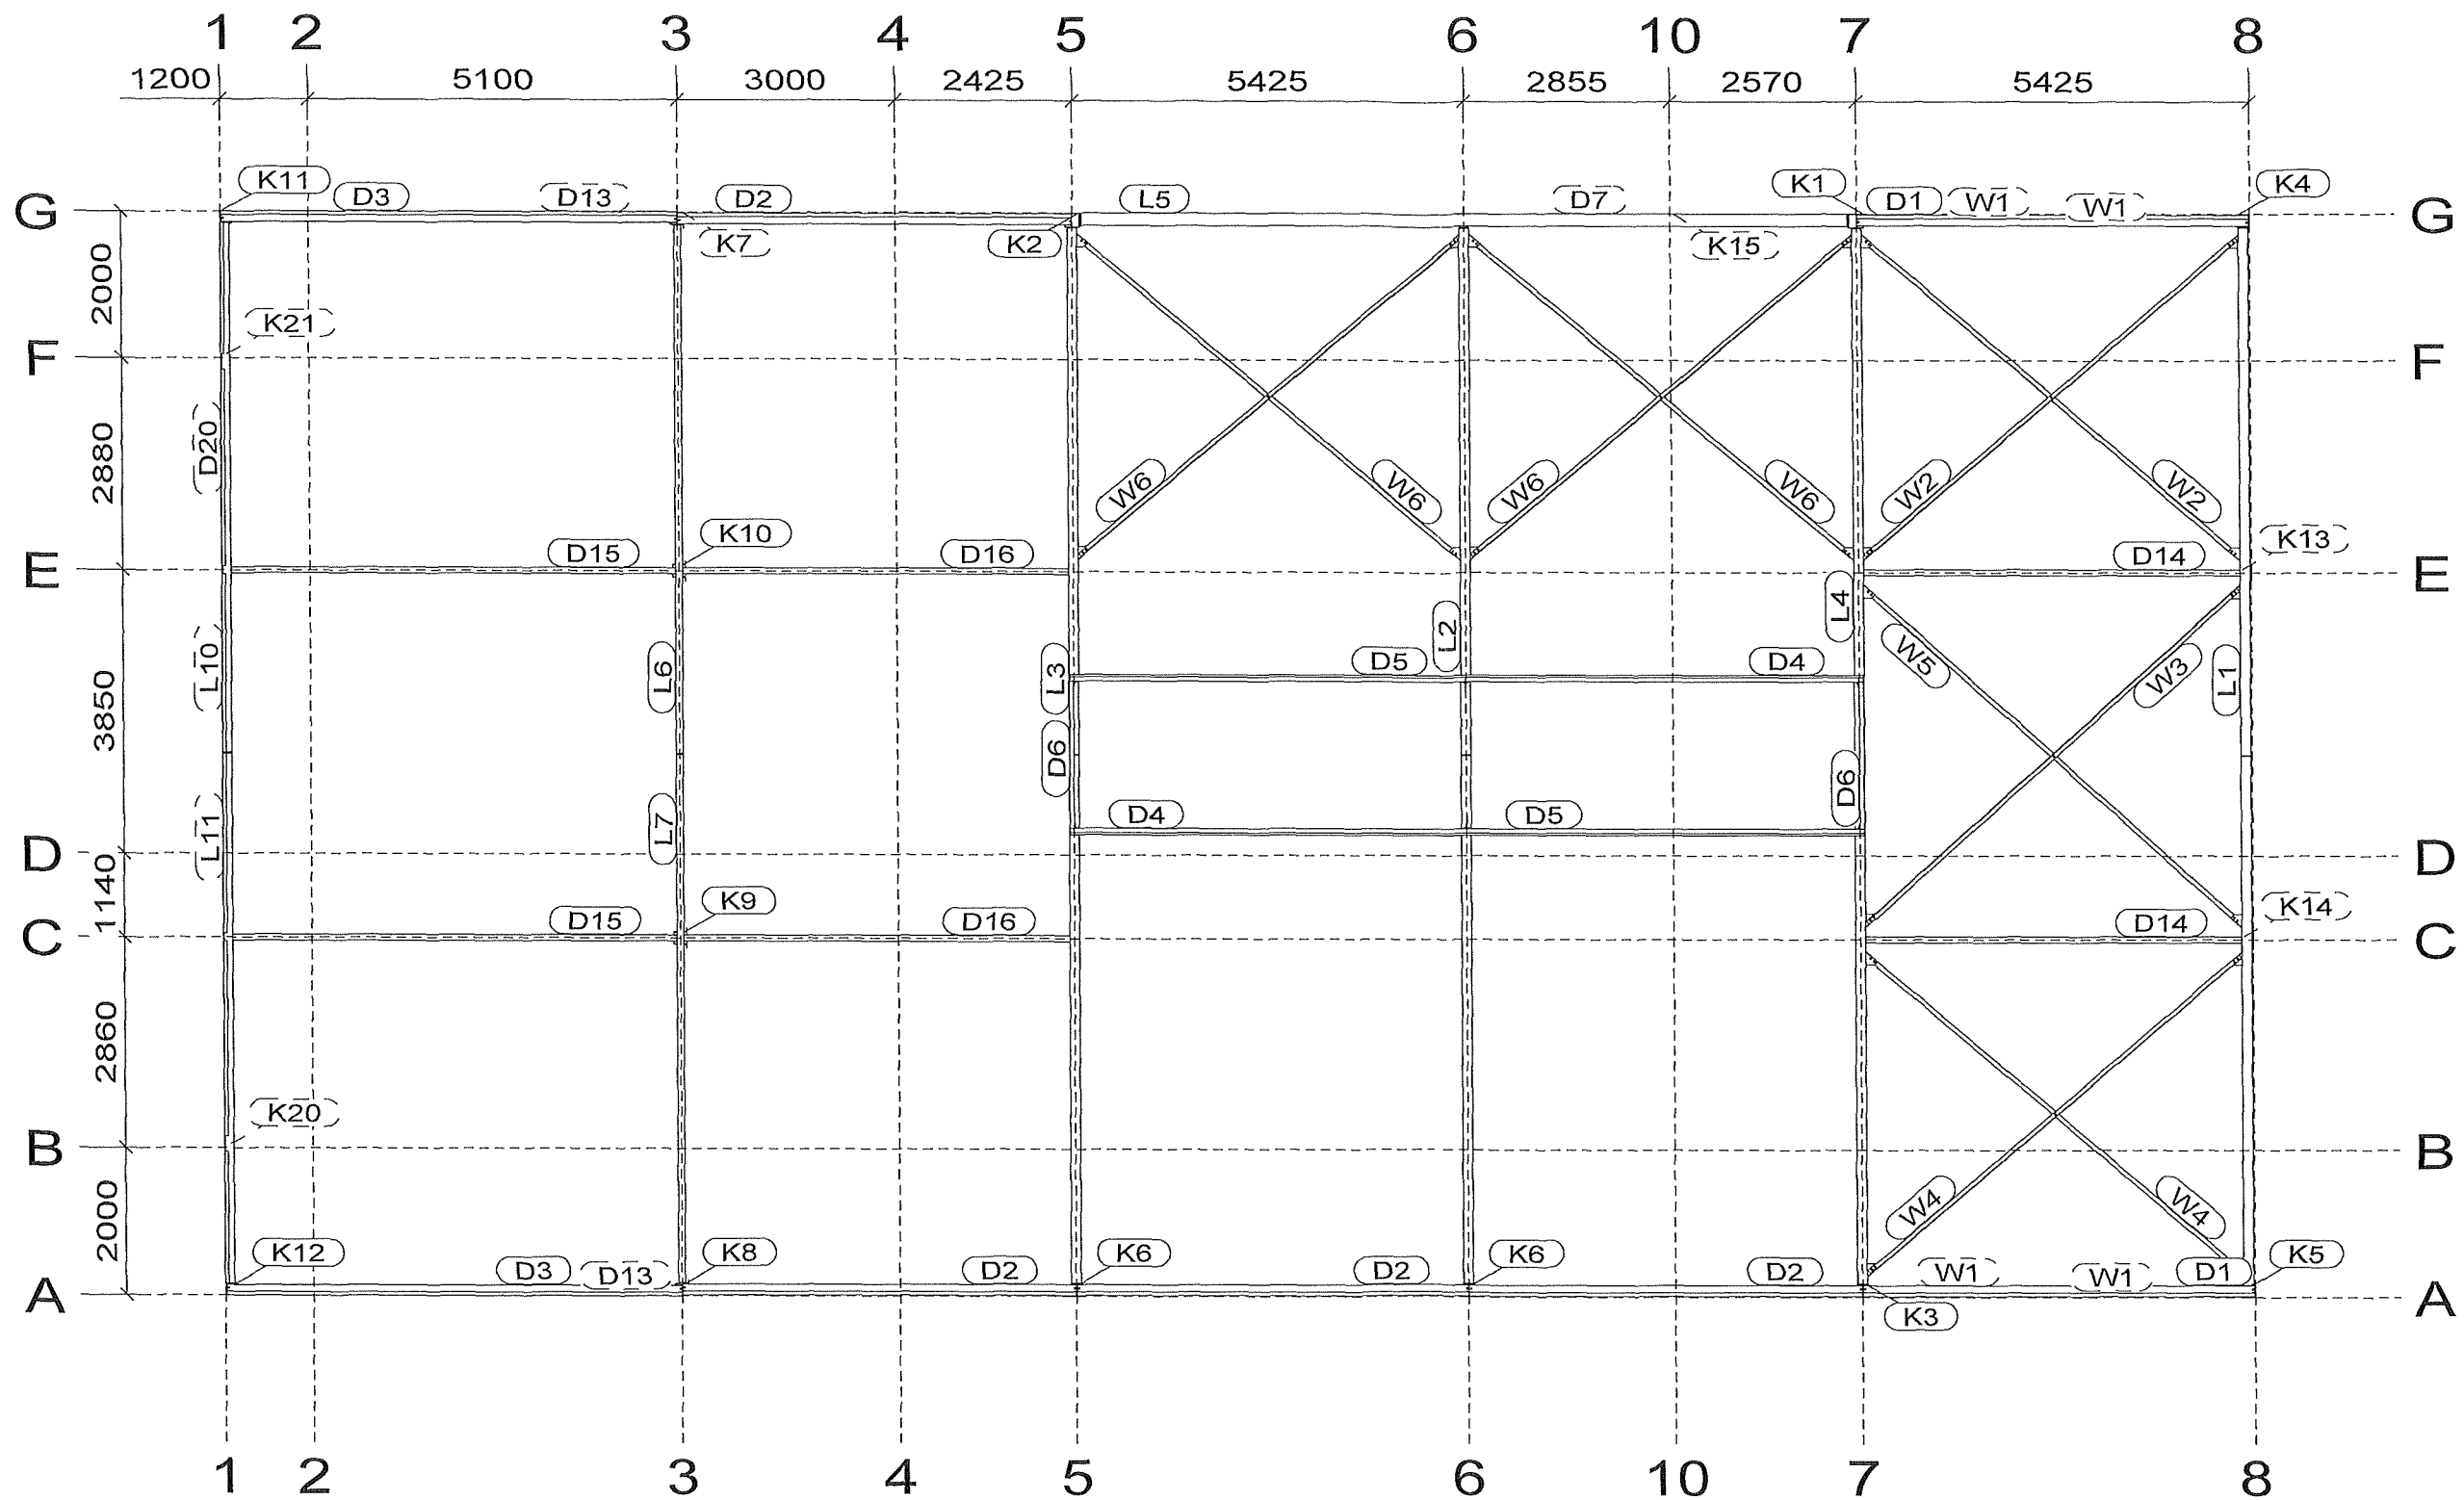 1 2 3 4 5 6 10 7 8
1200 5100 3000 2425 5425 2855 2570 5425
K11 D3 D13 D2 L5 D7 K1 D1 W1 W1 K4
G G
K7 K2 K15
2000
K21
F F
2880
D20
W6 W6 W6 W6 W2 W2
K10 K13
D15 D16 D14
E E
L10 L6 L3 L2 L4 W5 W3 L1
D5 D4
3850
D6 D6
L11 L7
D4 D5
D D
1140
K9 K14
D15 D16 D14
C C
2860
K20
B B
2000
W4 W4
K12 D3 D13 K8 D2 K6 D2 K6 D2 W1 W1 D1 K5
A A
K3
1 2 3 4 5 6 10 7 8